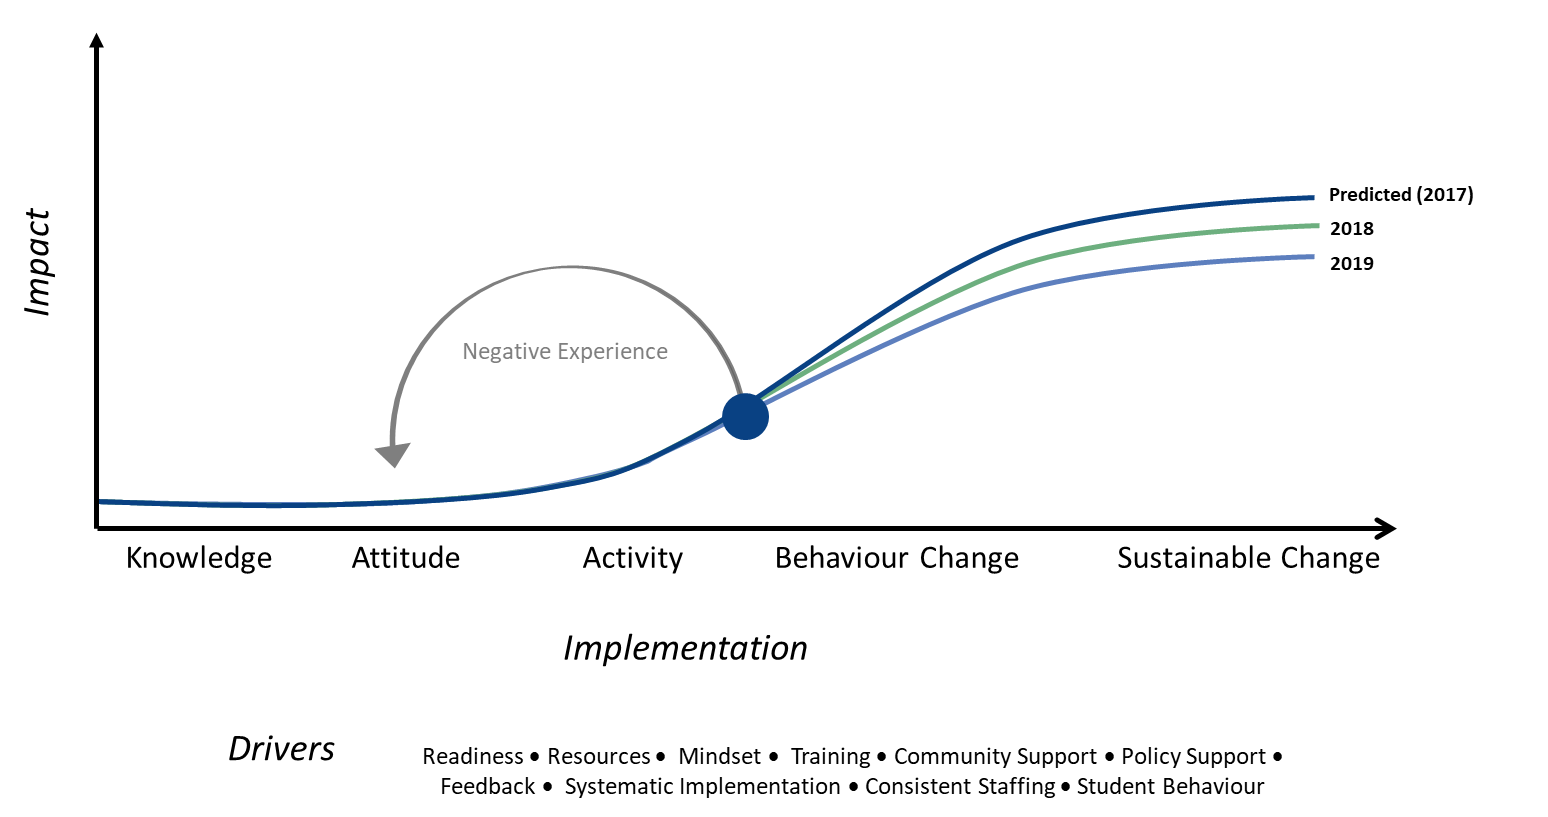 Impact
Predicted (2017)
2018
2019
Negative Experience
Knowledge
Attitude
Activity
Behaviour Change
Sustainable Change
Implementation
Drivers
Readiness • Resources • Mindset • Training • Community Support • Policy Support •
Feedback • Systematic Implementation • Consistent Staffing • Student Behaviour